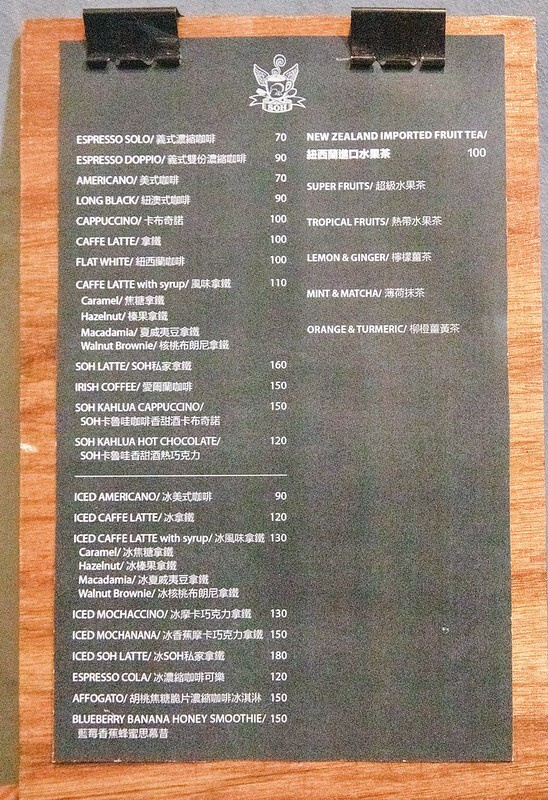 SOH
ESPRESSO SOLO/ 義式濃縮咖啡 70
ESPRESSO DOPPIO/ 義式雙份濃縮咖啡 90
AMERICANO/ 美式咖啡 70
LONG BLACK/ 紐澳式咖啡 90
CAPPUCCINO/ 卡布奇諾 100
CAFFE LATTE/ 拿鐵 100
FLAT WHITE/ 紐西蘭咖啡 100
CAFFE LATTE with syrup/ 風味拿鐵 110
Caramel/ 焦糖拿鐵
Hazelnut/ 榛果拿鐵
Macadamia/ 夏威夷豆拿鐵
Walnut Brownie/ 核桃布朗尼拿鐵
SOH LATTE/ SOH私家拿鐵 160
IRISH COFFEE/ 愛爾蘭咖啡 150
SOH KAHLUA CAPPUCCINO/ 150
SOH卡魯哇咖啡香甜酒卡布奇諾
SOH KAHLUA HOT CHOCOLATE/ 120
SOH卡魯哇香甜酒熱巧克力
ICED AMERICANO/ 冰美式咖啡 90
ICED CAFFE LATTE/ 冰拿鐵 120
ICED CAFFE LATTE with syrup/ 冰風味拿鐵 130
Caramel/ 冰焦糖拿鐵
Hazelnut/ 冰榛果拿鐵
Macadamia/ 冰夏威夷豆拿鐵
Walnut Brownie/ 冰核桃布朗尼拿鐵
ICED MOCHACCINO/ 冰摩卡巧克力拿鐵 130
ICED MOCHANANA/ 冰香蕉摩卡巧克力拿鐵 150
ICED SOH LATTE/ 冰SOH私家拿鐵 180
ESPRESSO COLA/ 冰濃縮咖啡可樂 120
AFFOGATO/ 胡桃焦糖脆片濃縮咖啡冰淇淋 150
BLUEBERRY BANANA HONEY SMOOTHIE/ 150
藍莓香蕉蜂蜜思慕昔
NEW ZEALAND IMPORTED FRUIT TEA/
紐西蘭進口水果茶 100
SUPER FRUITS/ 超級水果茶
TROPICAL FRUITS/ 熱帶水果茶
LEMON & GINGER/ 檸檬薑茶
MINT & MATCHA/ 薄荷抹茶
ORANGE & TURMERIC/ 柳橙薑黃茶